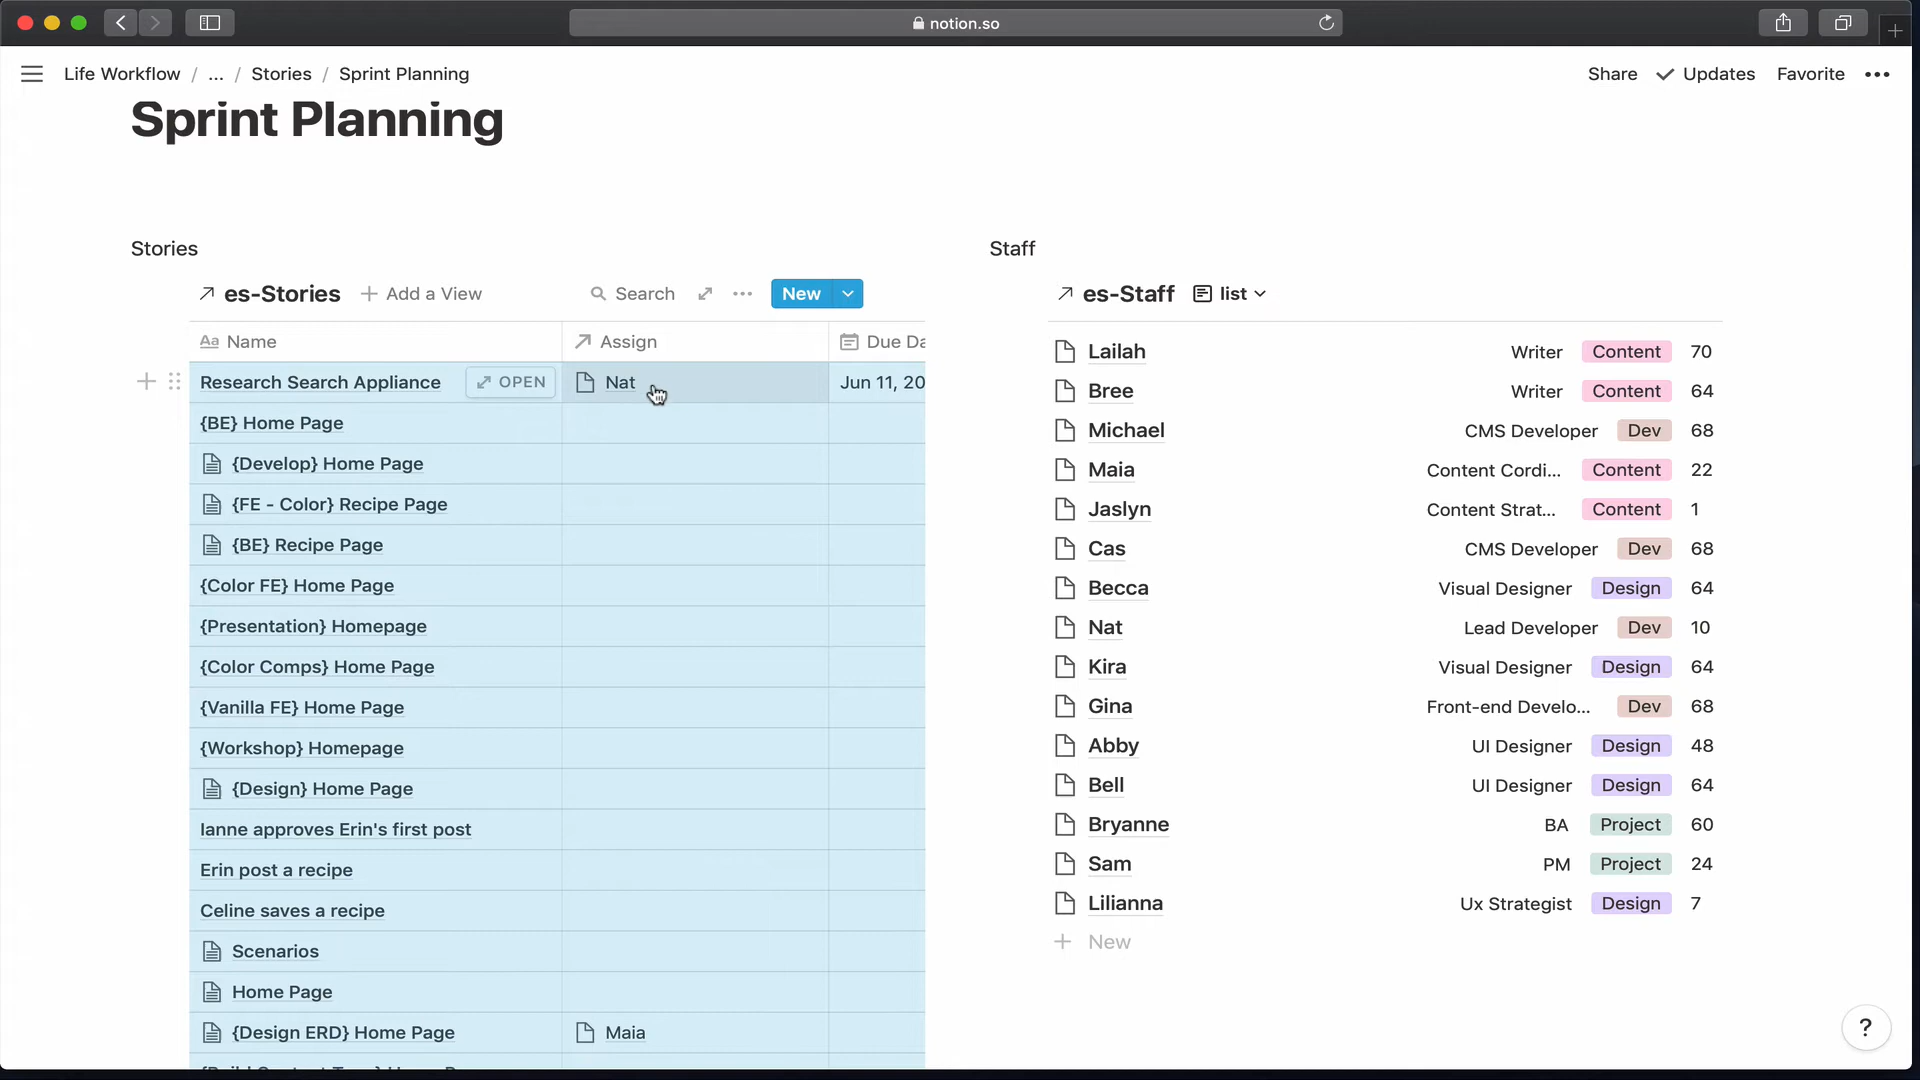 notion.so
Life Workflow / ... / Stories / Sprint Planning
Share Updates Favorite •••
Sprint Planning
Stories
es-Stories + Add a View Search ••• New
Aa Name Assign Due Da
Research Search Appliance OPEN Nat Jun 11, 20
{BE} Home Page
{Develop} Home Page
{FE - Color} Recipe Page
{BE} Recipe Page
{Color FE} Home Page
{Presentation} Homepage
{Color Comps} Home Page
{Vanilla FE} Home Page
{Workshop} Homepage
{Design} Home Page
Ianne approves Erin's first post
Erin post a recipe
Celine saves a recipe
Scenarios
Home Page
{Design ERD} Home Page Maia
Staff
es-Staff list
Lailah Writer Content 70
Bree Writer Content 64
Michael CMS Developer Dev 68
Maia Content Cordi... Content 22
Jaslyn Content Strat... Content 1
Cas CMS Developer Dev 68
Becca Visual Designer Design 64
Nat Lead Developer Dev 10
Kira Visual Designer Design 64
Gina Front-end Develo... Dev 68
Abby UI Designer Design 48
Bell UI Designer Design 64
Bryanne BA Project 60
Sam PM Project 24
Lilianna Ux Strategist Design 7
+ New
?